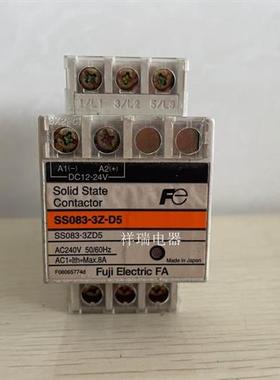 1/L1 3/L2 5/L3
A1(-) A2(+)
DC12-24V
Solid State
Contactor
Fe
SS083-3Z-D5
SS083-3ZD5
祥瑞电器
AC240V 50/60Hz
AC1=Ith=Max.8A
Made in Japan
F06065774d
Fuji Electric FA